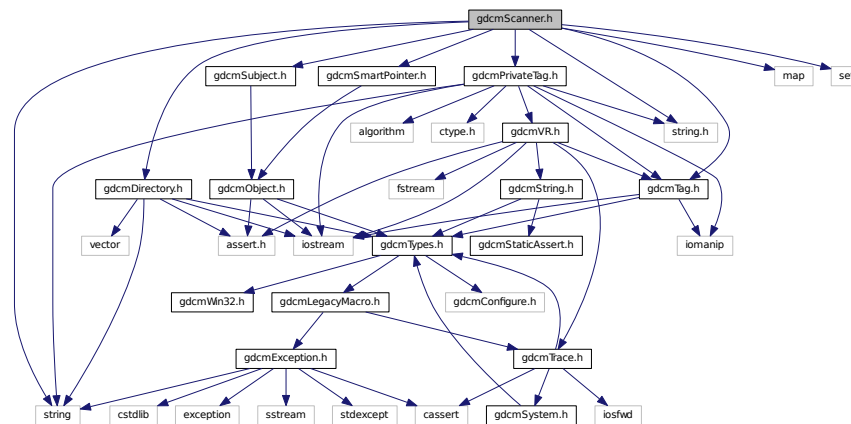 gdcmScanner.h
gdcmSubject.h
gdcmSmartPointer.h
gdcmPrivateTag.h
map
se
algorithm
ctype.h
gdcmVR.h
string.h
gdcmDirectory.h
gdcmObject.h
fstream
gdcmString.h
gdcmTag.h
vector
assert.h
iostream
gdcmTypes.h
gdcmStaticAssert.h
iomanip
gdcmWin32.h
gdcmLegacyMacro.h
gdcmConfigure.h
gdcmException.h
gdcmTrace.h
string
cstdlib
exception
sstream
stdexcept
cassert
gdcmSystem.h
iosfwd